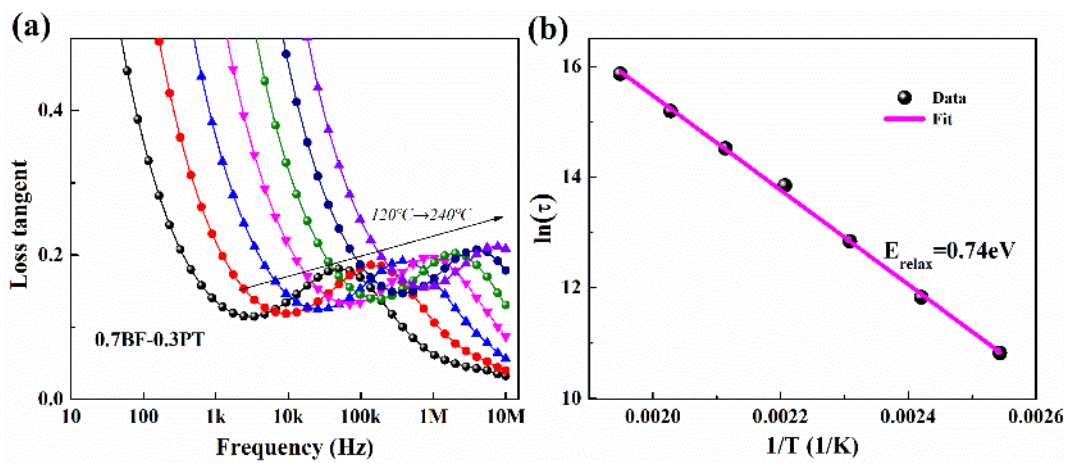 (a)
Loss tangent
0.4
0.2
0.0
120°C→240°C
0.7BF-0.3PT
10 100 1k 10k 100k 1M 10M
Frequency (Hz)
(b)
ln(τ)
16
14
12
10
Data
Fit
E_relax=0.74eV
0.0020 0.0022 0.0024 0.0026
1/T (1/K)